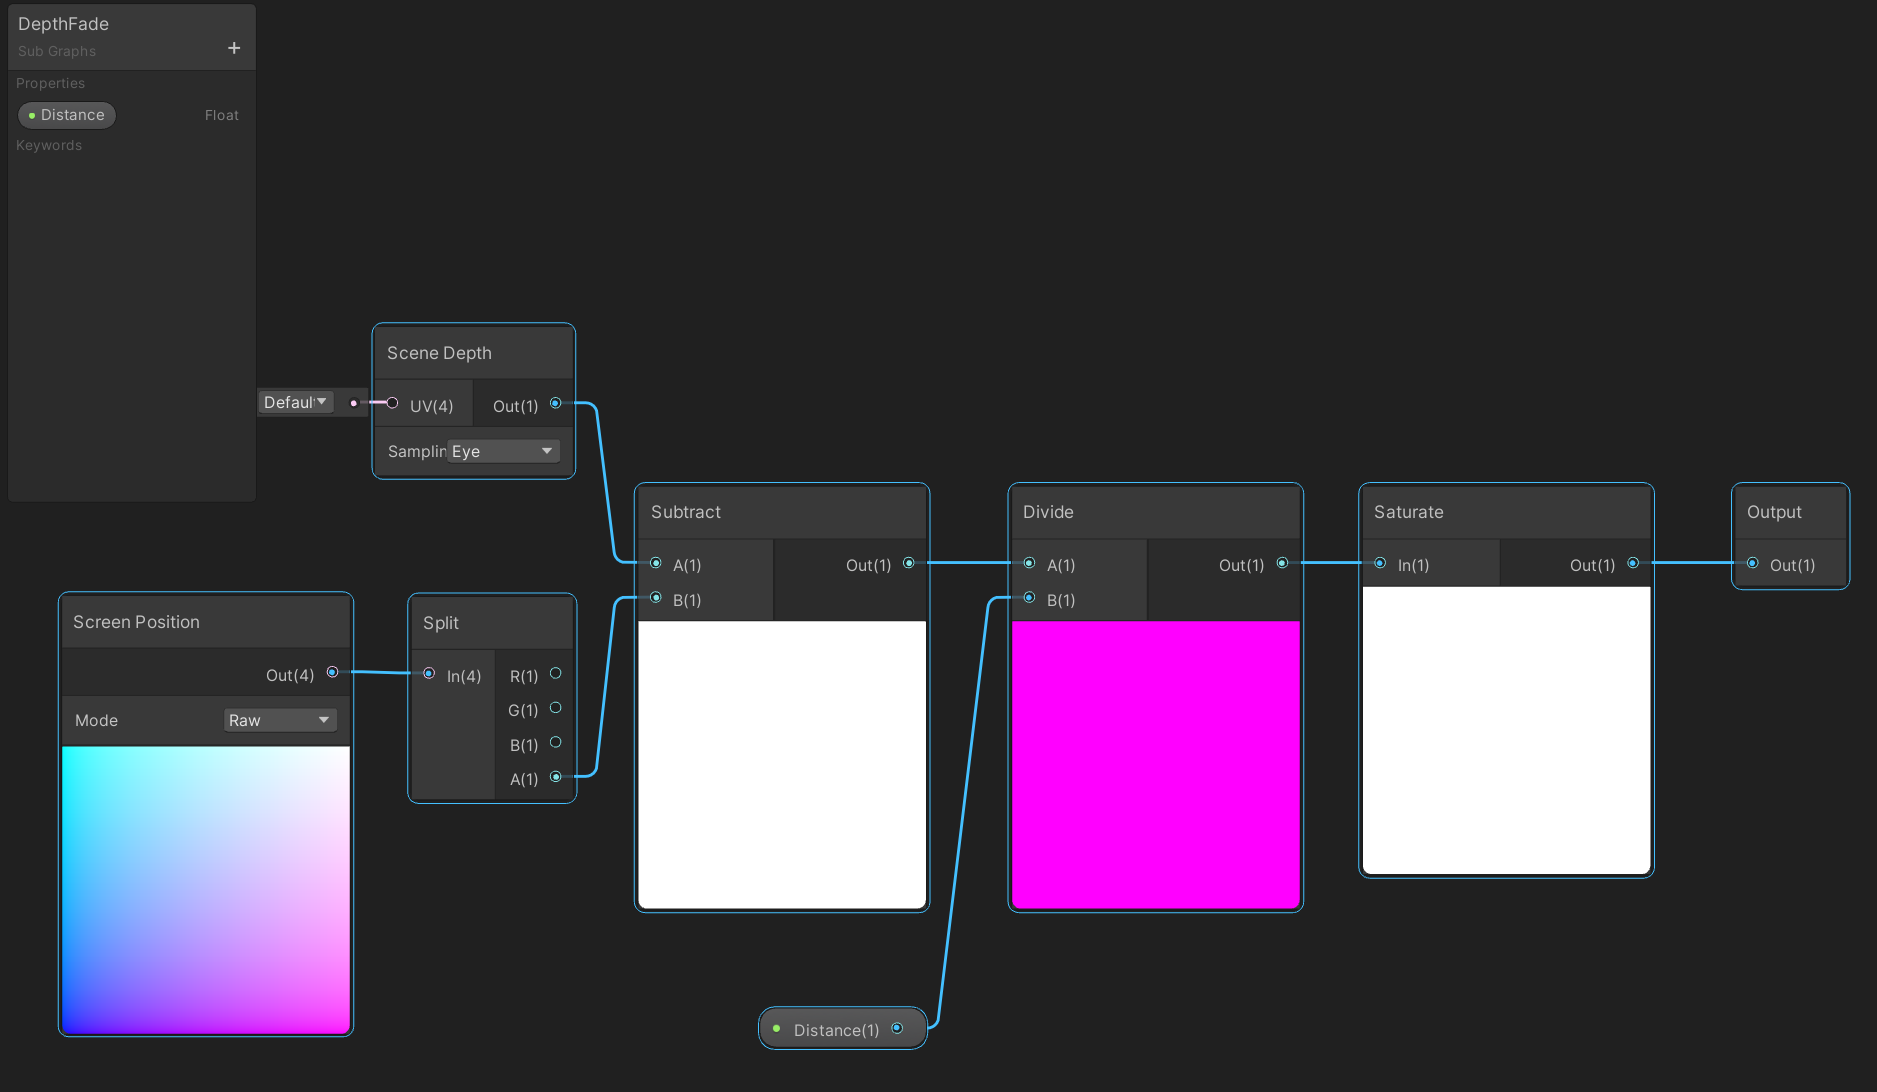 DepthFade
Sub Graphs
+
Properties
Distance Float
Keywords
Default
Scene Depth
UV(4) Out(1)
Samplin Eye
Screen Position
Out(4)
Mode Raw
Split
In(4) R(1)
G(1)
B(1)
A(1)
Subtract
A(1) Out(1)
B(1)
Distance(1)
Divide
A(1) Out(1)
B(1)
Saturate
In(1) Out(1)
Output
Out(1)